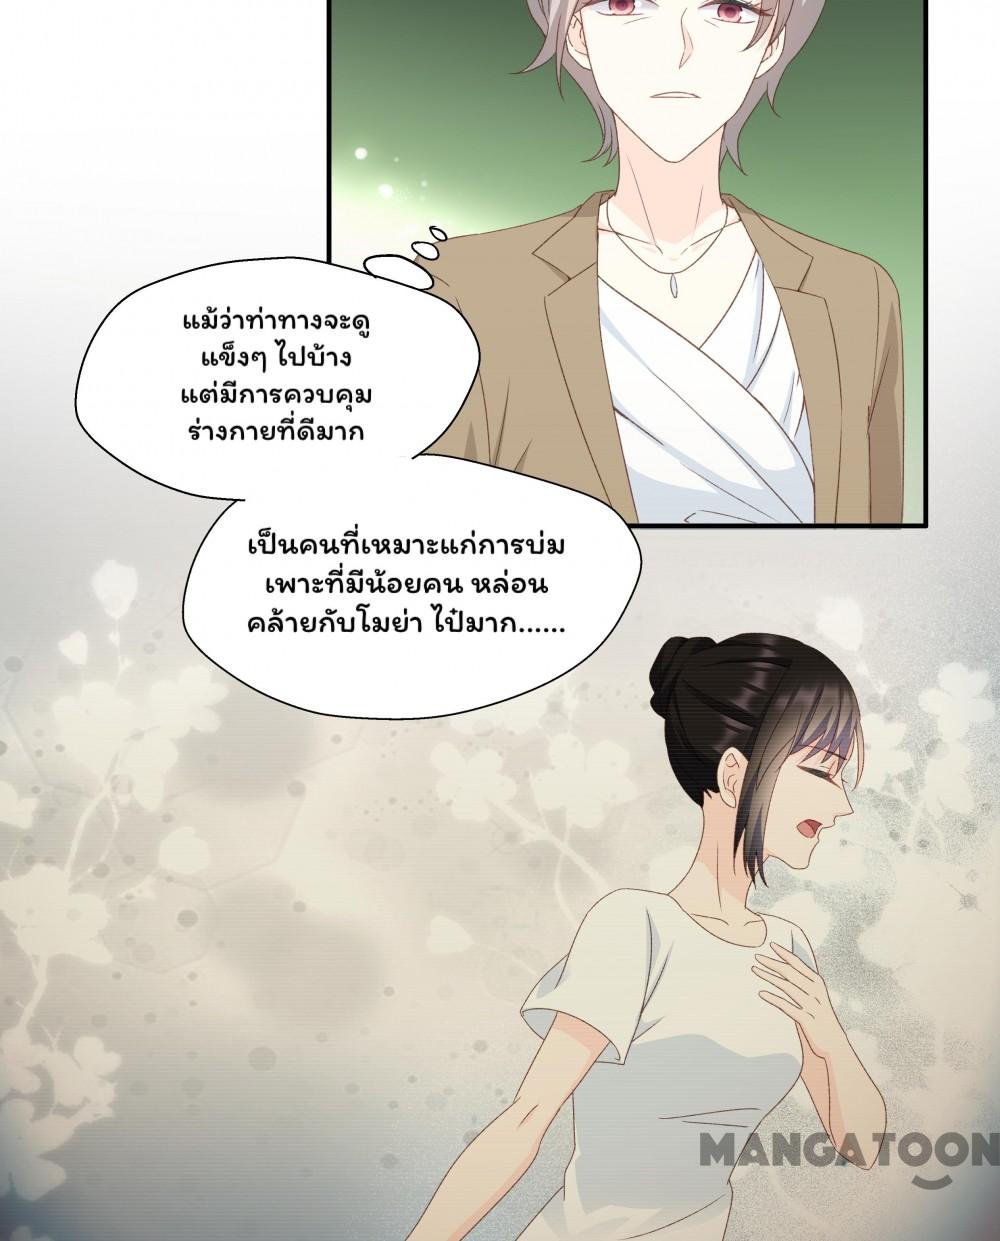 แม้ว่าท่าทางจะดู
แข็งๆ ไปบ้าง
แต่มีการควบคุม
ร่างกายที่ดีมาก
เป็นคนที่เหมาะแก่การบ่ม
เพาะที่มีน้อยคน หล่อน
คล้ายกับโมย่า ไป๋มาก......
MANGATOON